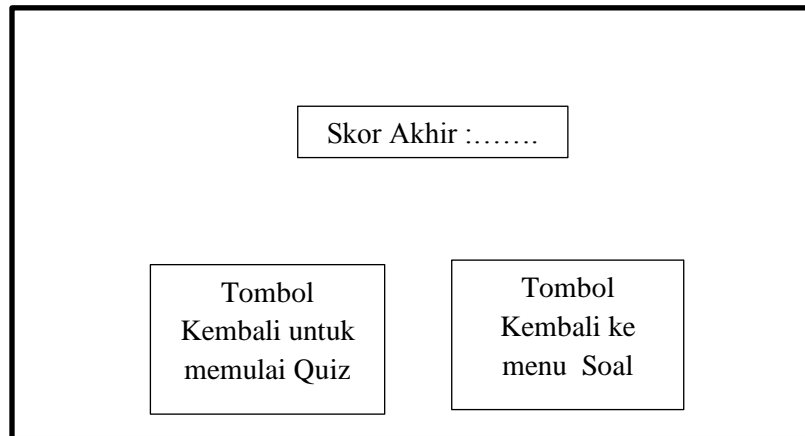 Skor Akhir :…….
Tombol
Kembali untuk
memulai Quiz
Tombol
Kembali ke
menu  Soal